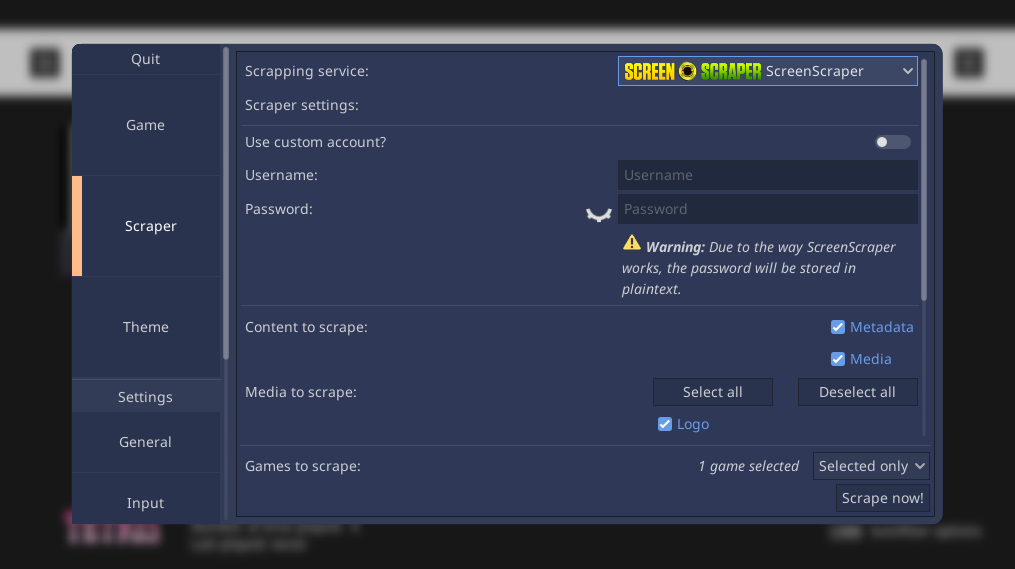 Quit
Game
Scraper
Theme
Settings
General
Input
Scrapping service:
SCREEN SCRAPER ScreenScraper
Scraper settings:
Use custom account?
Username:
Username
Password:
Password
Warning: Due to the way ScreenScraper
works, the password will be stored in
plaintext.
Content to scrape:
Metadata
Media
Media to scrape:
Select all
Deselect all
Logo
Games to scrape:
1 game selected
Selected only
Scrape now!